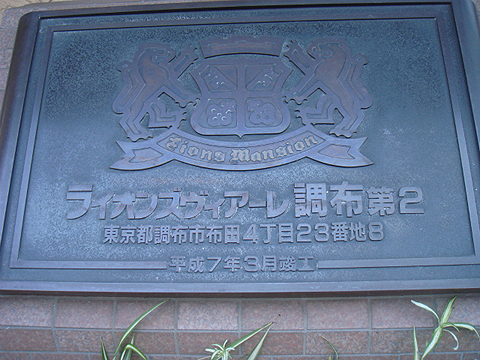 Lions Mansion
ライオンズヴィアーレ調布第2
東京都調布市布田4丁目23番地8
平成7年3月竣工